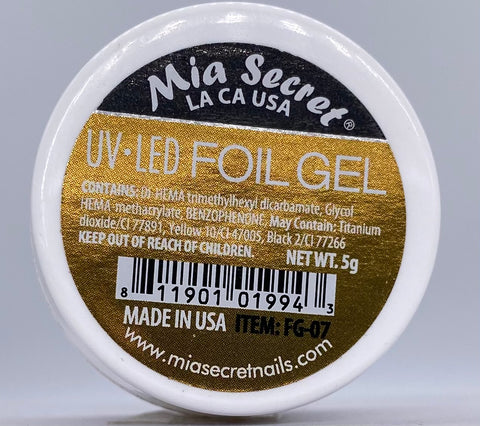 Mia Secret®
LA CA USA
UV•LED FOIL GEL
CONTAINS: DI-HEMA trimethylhexyl dicarbamate, Glycol
HEMA-methacrylate, BENZOPHENONE, May Contain: Titanium
dioxide/CI 77891, Yellow 10/CI 47005, Black 2/CI 77266
KEEP OUT OF REACH OF CHILDREN.
NET WT. 5g
8 11901 01994 3
MADE IN USA ITEM: FG-07
www.miasecretnails.com